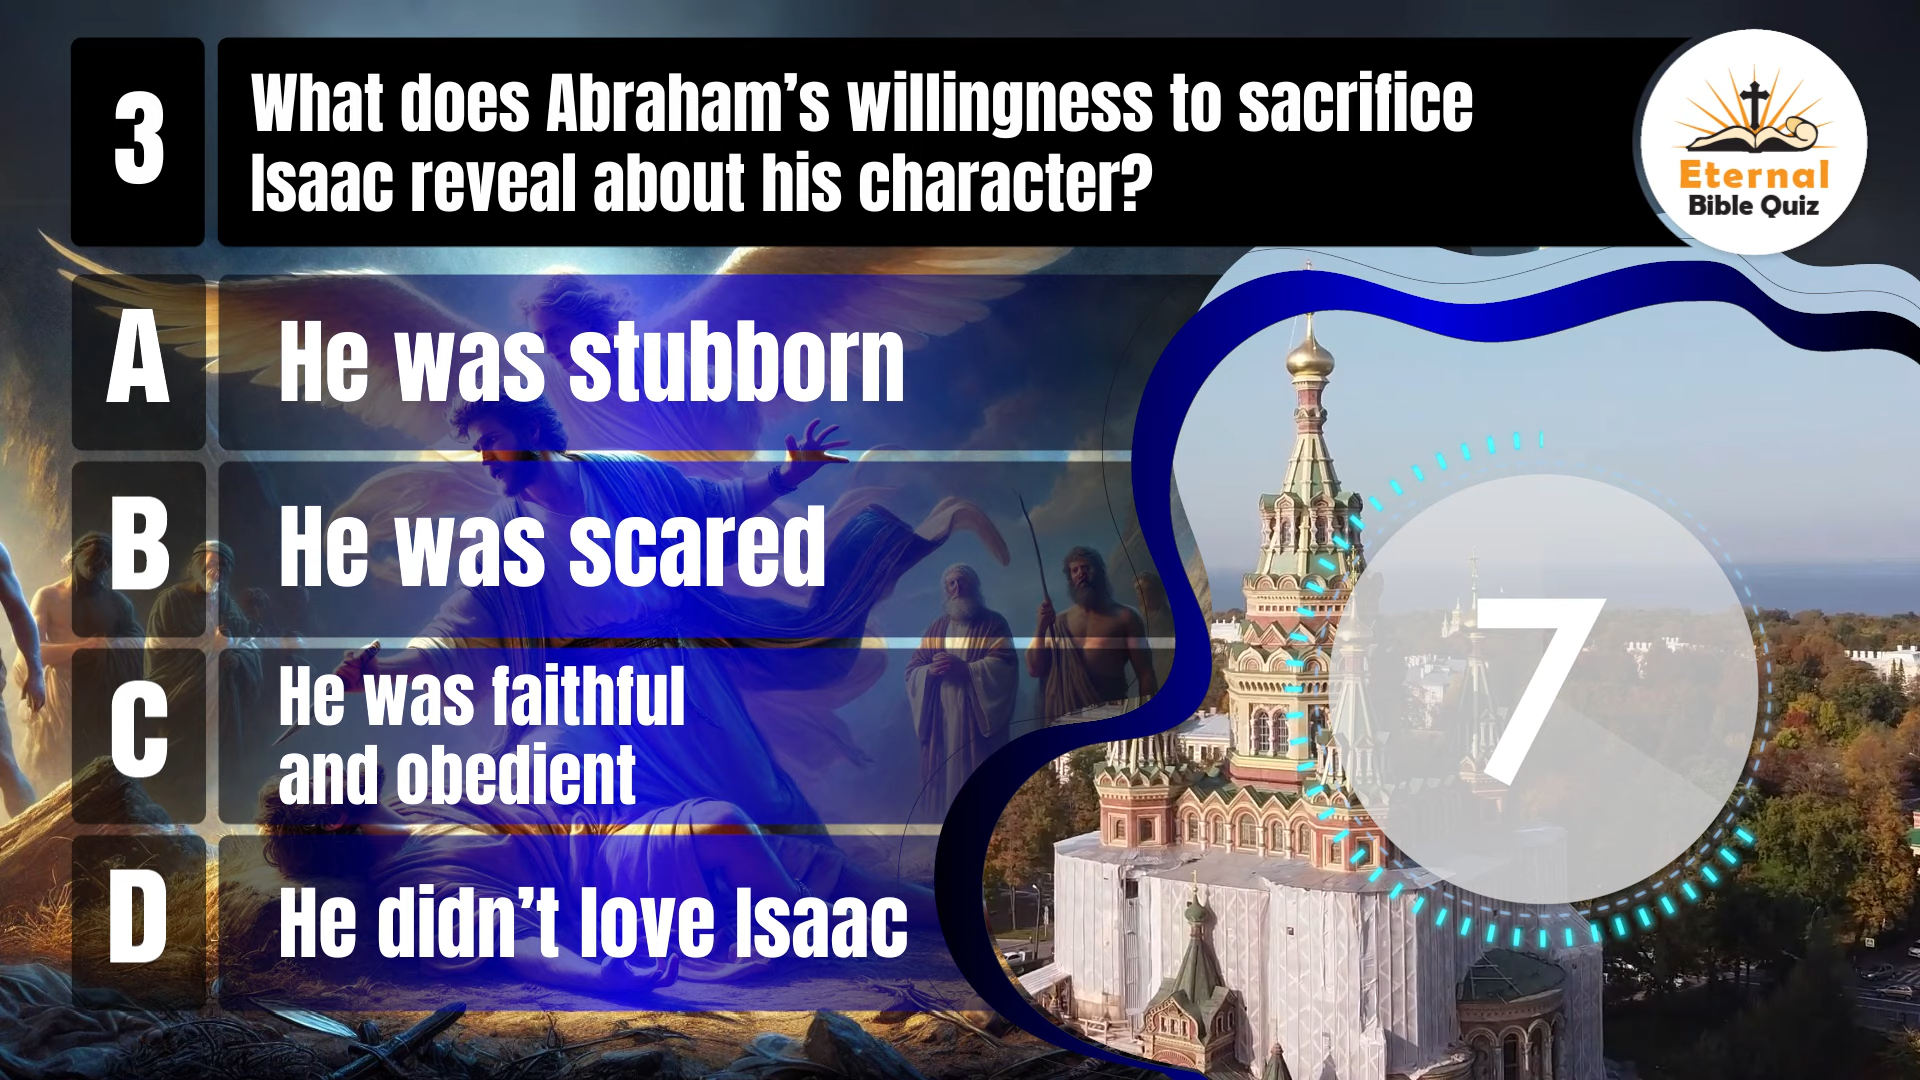 3
What does Abraham’s willingness to sacrifice
Isaac reveal about his character?
Eternal
Bible Quiz
A
He was stubborn
B
He was scared
C
He was faithful
and obedient
D
He didn’t love Isaac
7